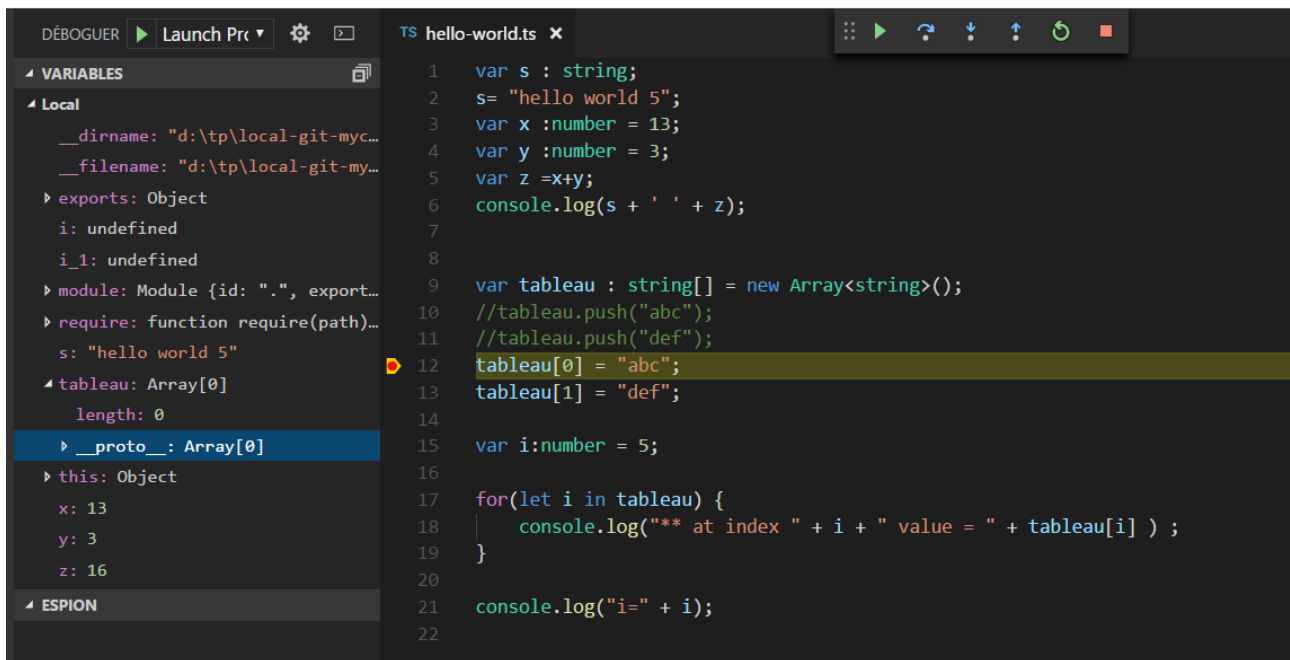 DÉBOGUER Launch Prc
VARIABLES
Local
__dirname: "d:\tp\local-git-myc…
__filename: "d:\tp\local-git-my…
exports: Object
i: undefined
i_1: undefined
module: Module {id: ".", export…
require: function require(path)…
s: "hello world 5"
tableau: Array[0]
length: 0
__proto__: Array[0]
this: Object
x: 13
y: 3
z: 16
ESPION
TS hello-world.ts ×
1 var s : string;
2 s= "hello world 5";
3 var x :number = 13;
4 var y :number = 3;
5 var z =x+y;
6 console.log(s + ' ' + z);
7
8
9 var tableau : string[] = new Array<string>();
10 //tableau.push("abc");
11 //tableau.push("def");
12 tableau[0] = "abc";
13 tableau[1] = "def";
14
15 var i:number = 5;
16
17 for(let i in tableau) {
18 console.log("** at index " + i + " value = " + tableau[i] ) ;
19 }
20
21 console.log("i=" + i);
22